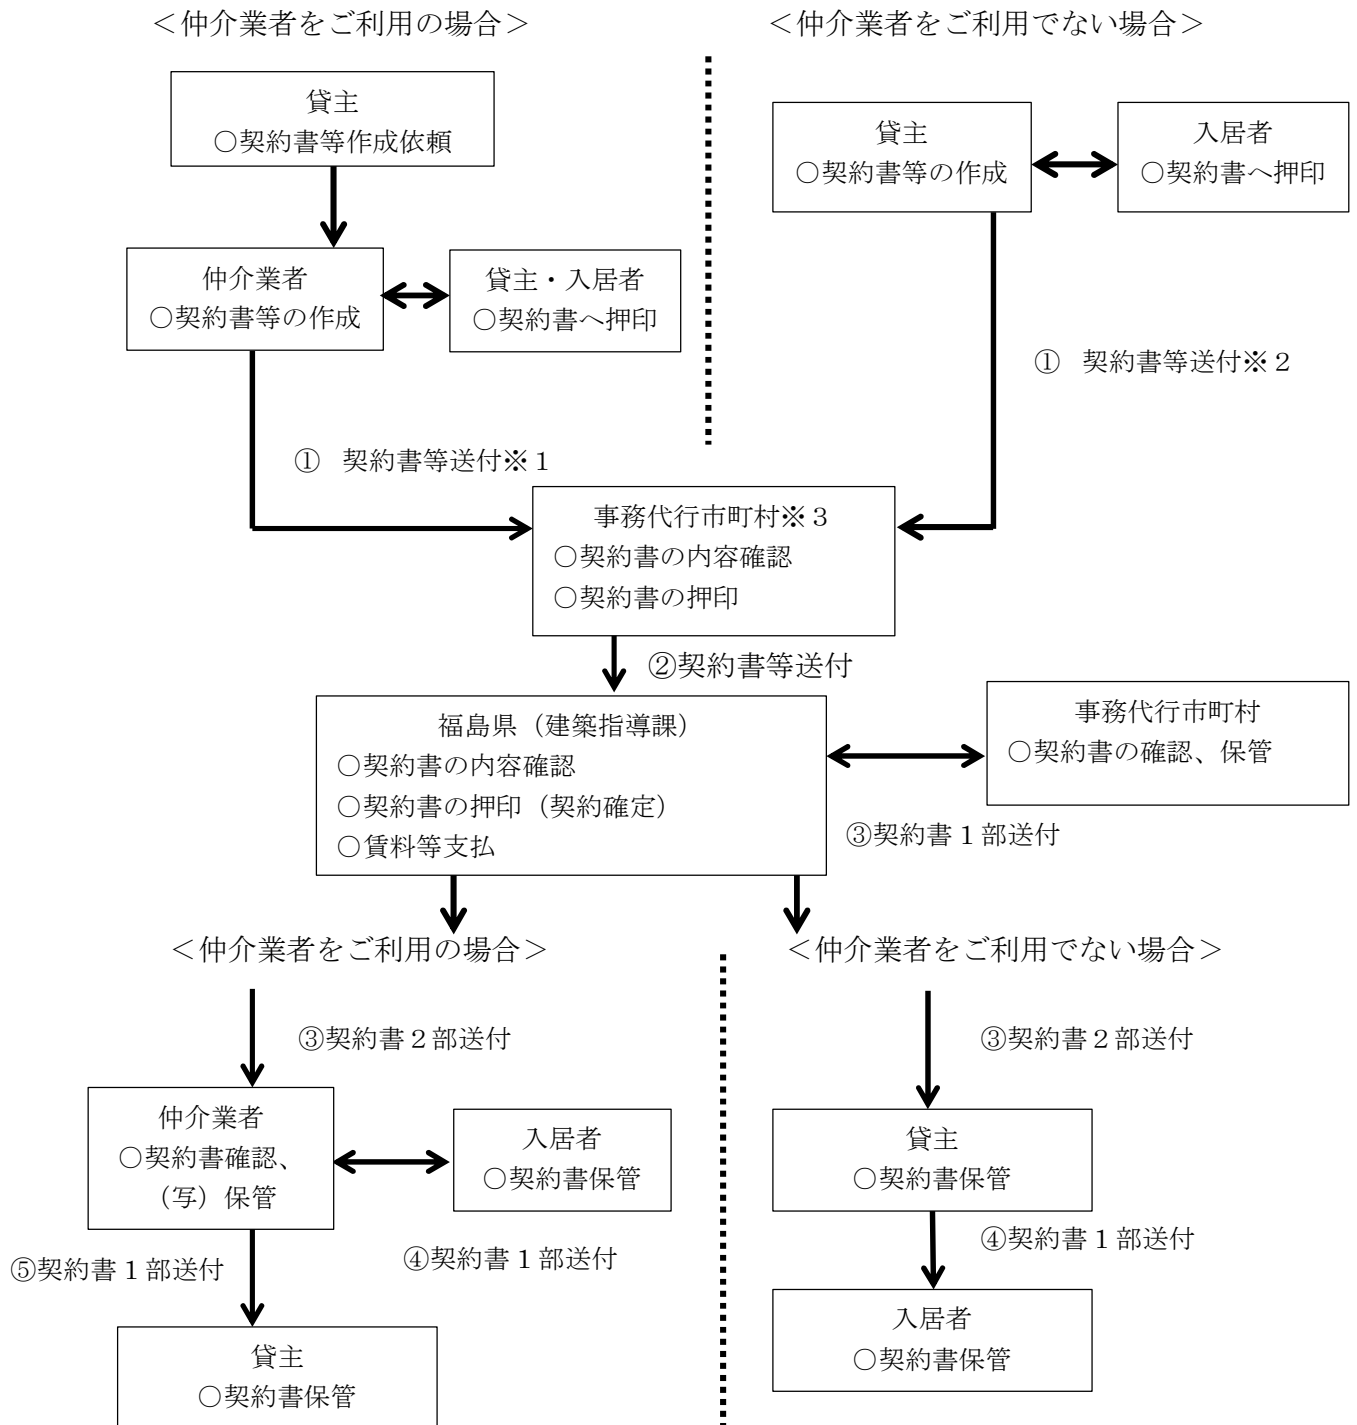 ＜仲介業者をご利用の場合＞
＜仲介業者をご利用でない場合＞
貸主
○契約書等作成依頼
貸主
○契約書等の作成
入居者
○契約書へ押印
仲介業者
○契約書等の作成
貸主・入居者
○契約書へ押印
① 契約書等送付※２
① 契約書等送付※１
事務代行市町村※３
○契約書の内容確認
○契約書の押印
②契約書等送付
福島県（建築指導課）
○契約書の内容確認
○契約書の押印（契約確定）
○賃料等支払
事務代行市町村
○契約書の確認、保管
③契約書１部送付
＜仲介業者をご利用の場合＞
＜仲介業者をご利用でない場合＞
③契約書２部送付
③契約書２部送付
仲介業者
○契約書確認、
（写）保管
入居者
○契約書保管
貸主
○契約書保管
⑤契約書１部送付
④契約書１部送付
④契約書１部送付
貸主
○契約書保管
入居者
○契約書保管